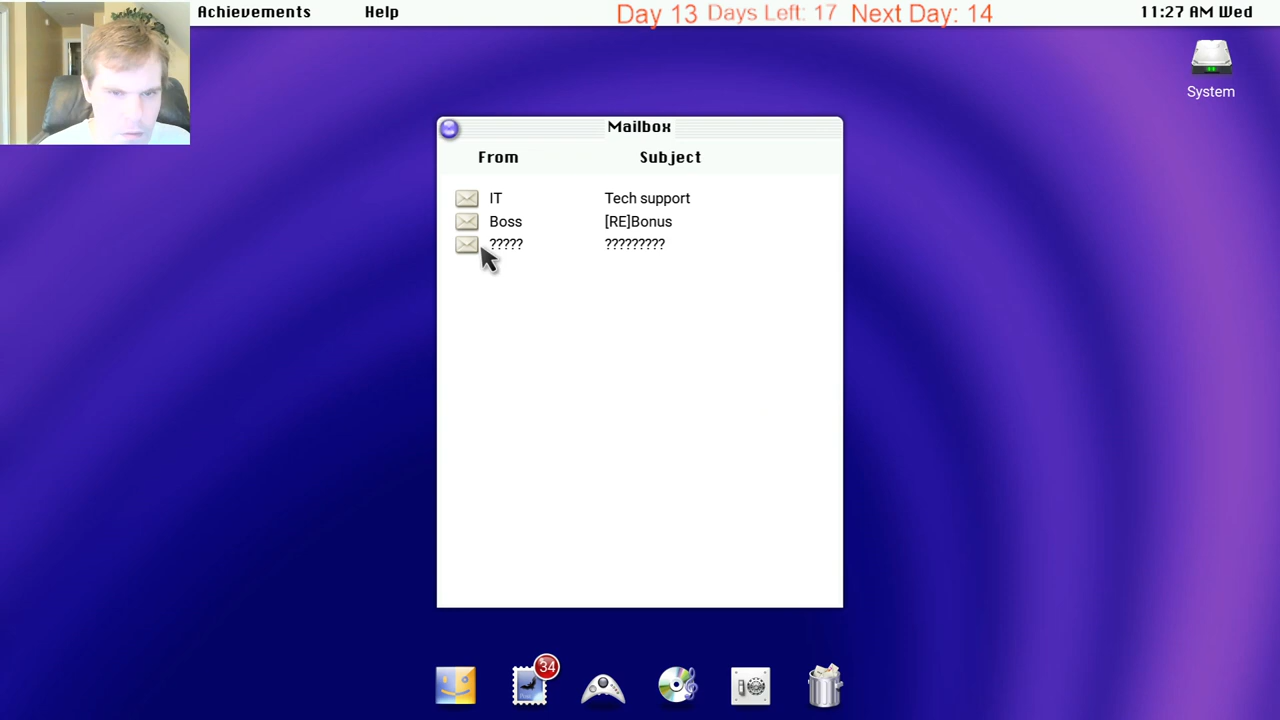 Achievements Help Day 13 Days Left: 17 Next Day: 14 11:27 AM Wed
System
Mailbox
From Subject
IT Tech support
Boss [RE]Bonus
????? ?????????
34